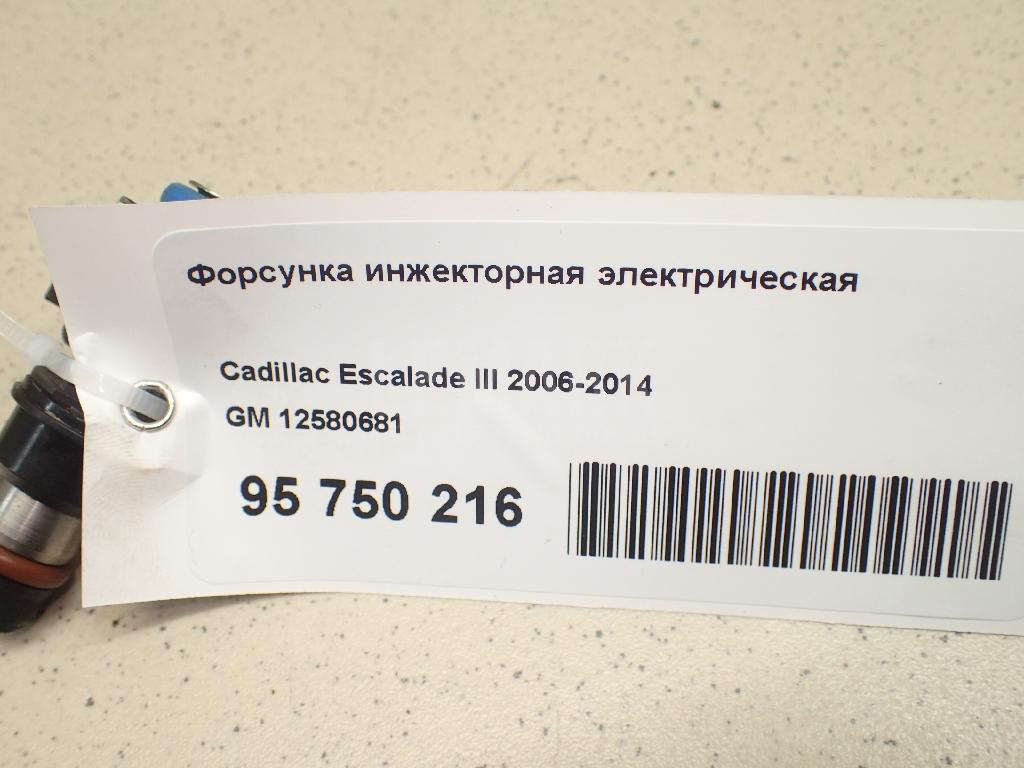 Форсунка инжекторная электрическая
Cadillac Escalade III 2006-2014
GM 12580681
95 750 216